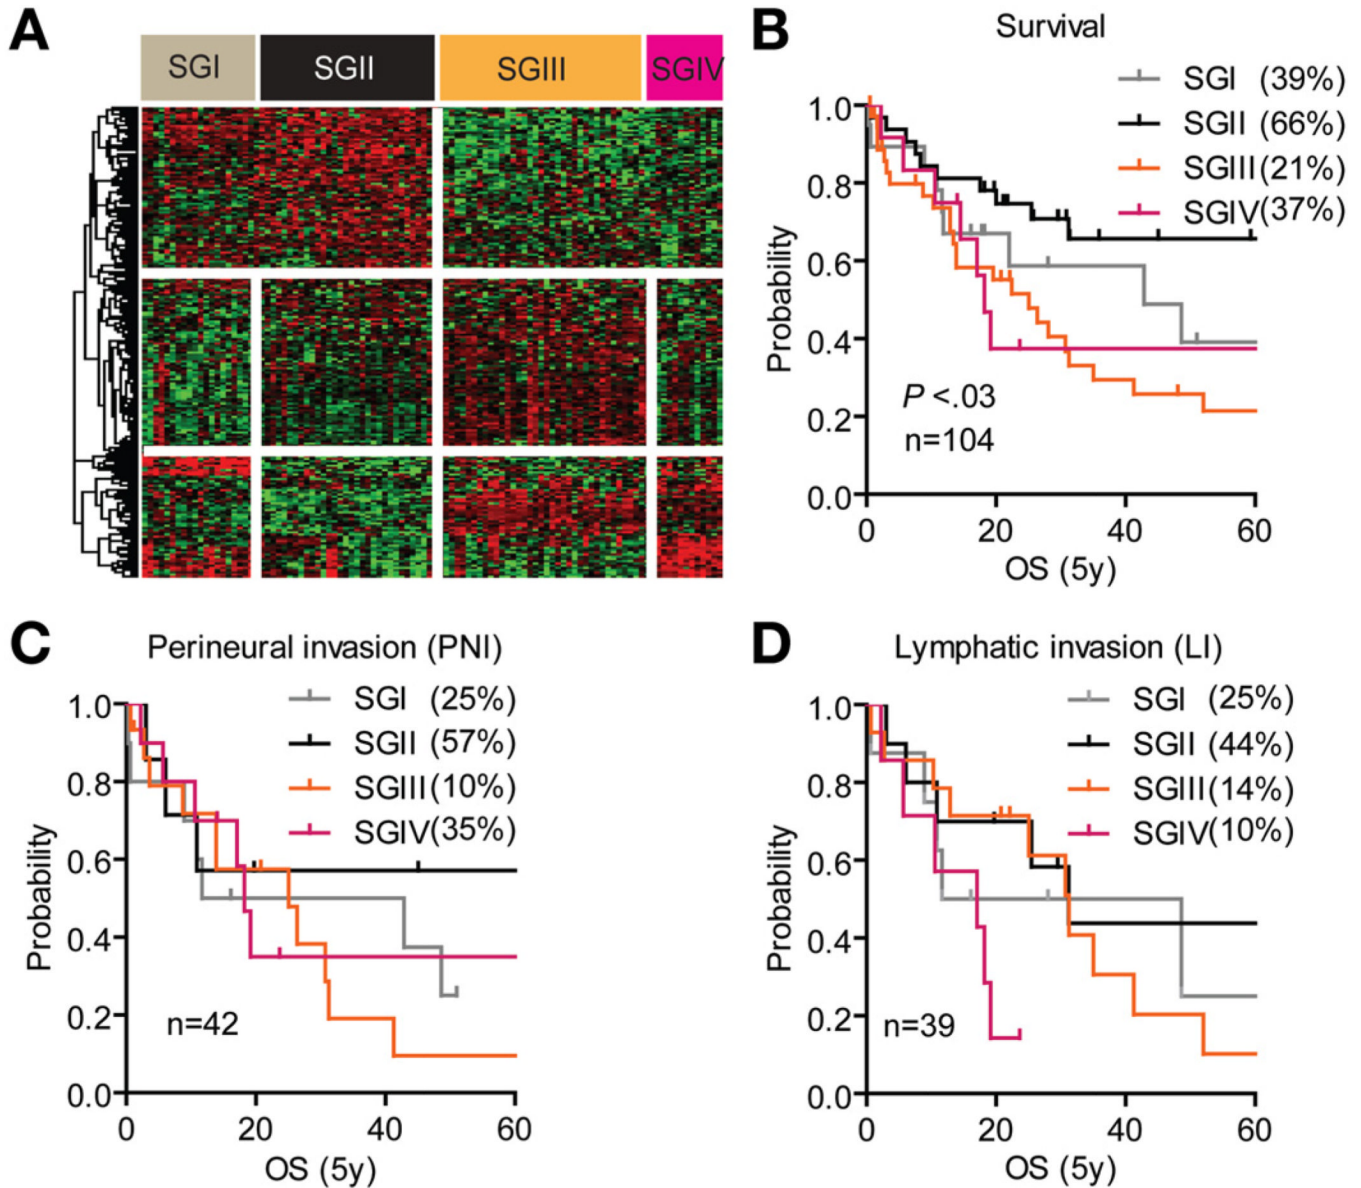 A
SGI
SGII
SGIII
SGIV
B
Survival
SGI (39%)
SGII (66%)
SGIII (21%)
SGIV (37%)
1.0
0.8
0.6
0.4
0.2
0.0
Probability
P <.03
n=104
0 20 40 60
OS (5y)
C
Perineural invasion (PNI)
SGI (25%)
SGII (57%)
SGIII (10%)
SGIV (35%)
1.0
0.8
0.6
0.4
0.2
0.0
Probability
n=42
0 20 40 60
OS (5y)
D
Lymphatic invasion (LI)
SGI (25%)
SGII (44%)
SGIII (14%)
SGIV (10%)
1.0
0.8
0.6
0.4
0.2
0.0
Probability
n=39
0 20 40 60
OS (5y)